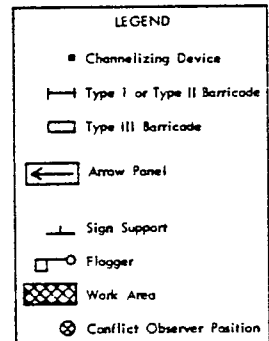 LEGEND
Channelizing Device
Type I or Type II Barricade
Type III Barricade
Arrow Panel
Sign Support
Flagger
Work Area
Conflict Observer Position